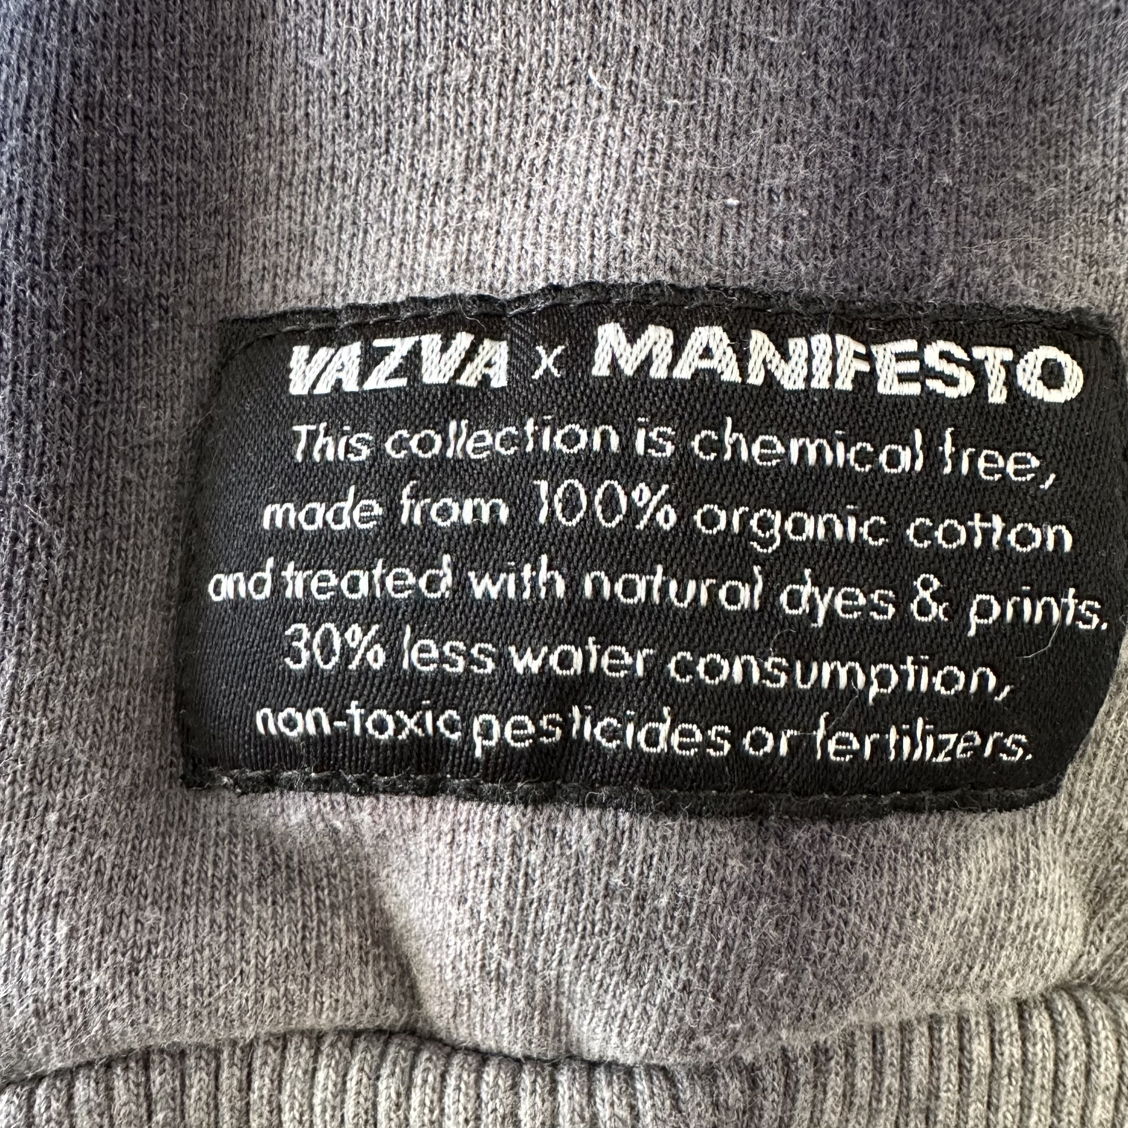 VAZVA x MANIFESTO
This collection is chemical free,
made from 100% organic cotton
and treated with natural dyes & prints.
30% less water consumption,
non-toxic pesticides or fertilizers.